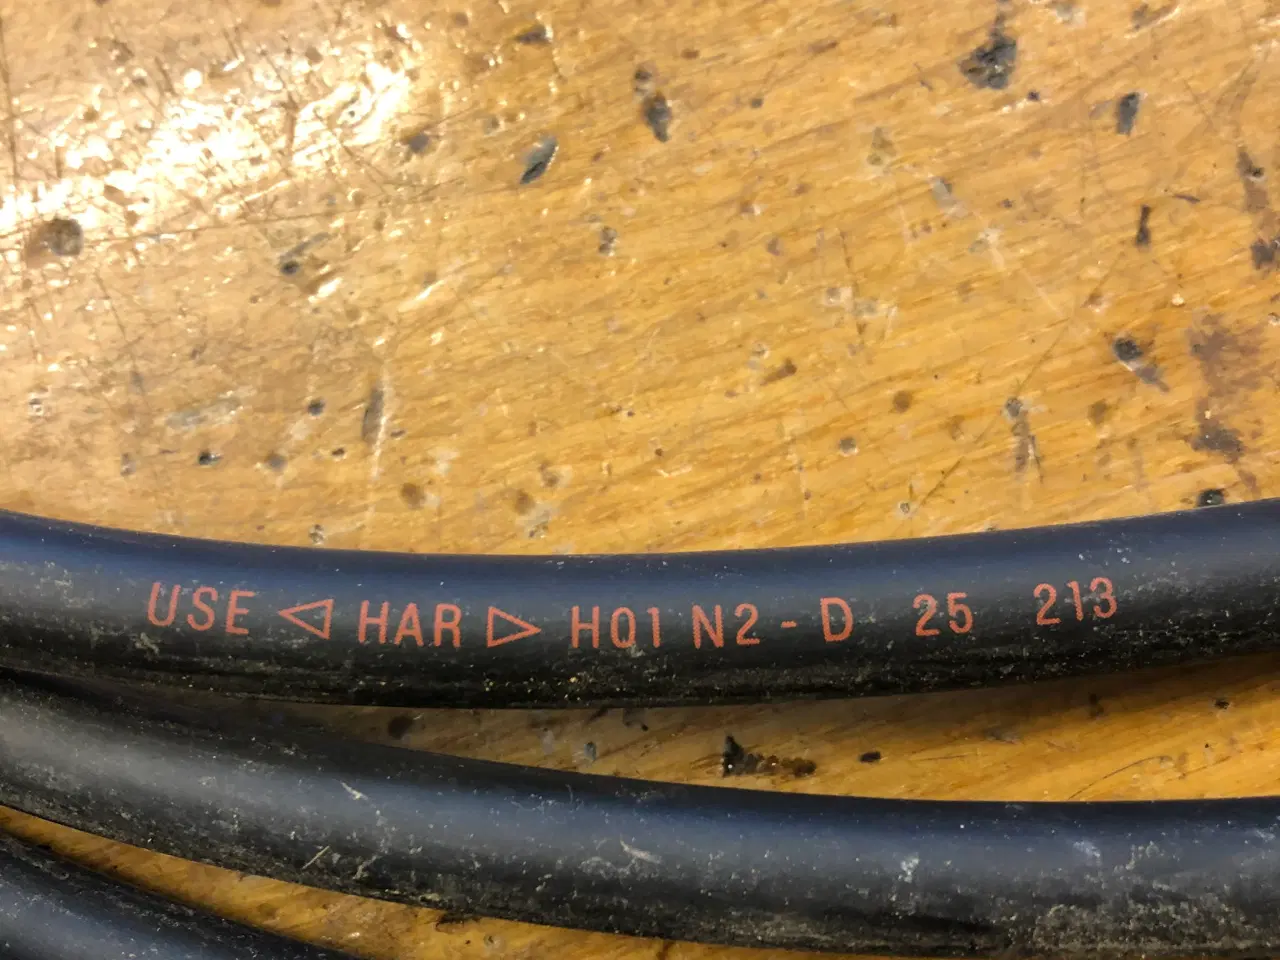 USE ◁ HAR ▷ H01 N2 - D 25 213